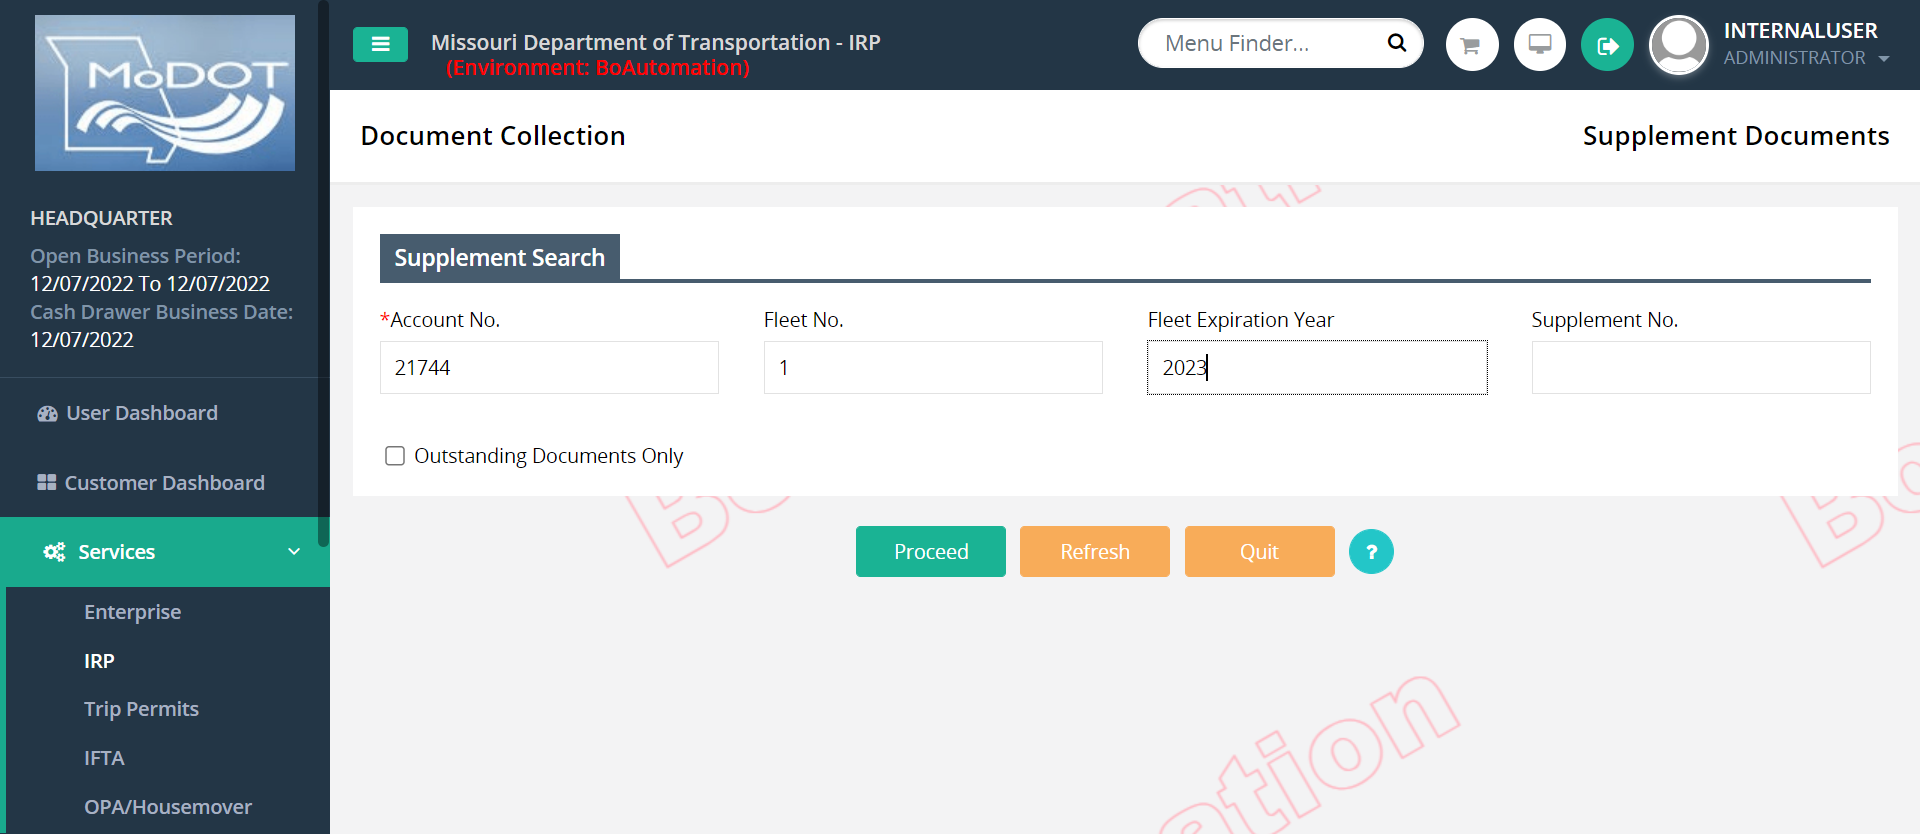 MoDOT
HEADQUARTER
Open Business Period:
12/07/2022 To 12/07/2022
Cash Drawer Business Date:
12/07/2022
User Dashboard
Customer Dashboard
Services
Enterprise
IRP
Trip Permits
IFTA
OPA/Housemover
Missouri Department of Transportation - IRP
(Environment: BoAutomation)
Menu Finder...
INTERNALUSER
ADMINISTRATOR
Document Collection
Supplement Documents
Supplement Search
*Account No.
Fleet No.
Fleet Expiration Year
Supplement No.
21744
1
2023
Outstanding Documents Only
Proceed
Refresh
Quit
?